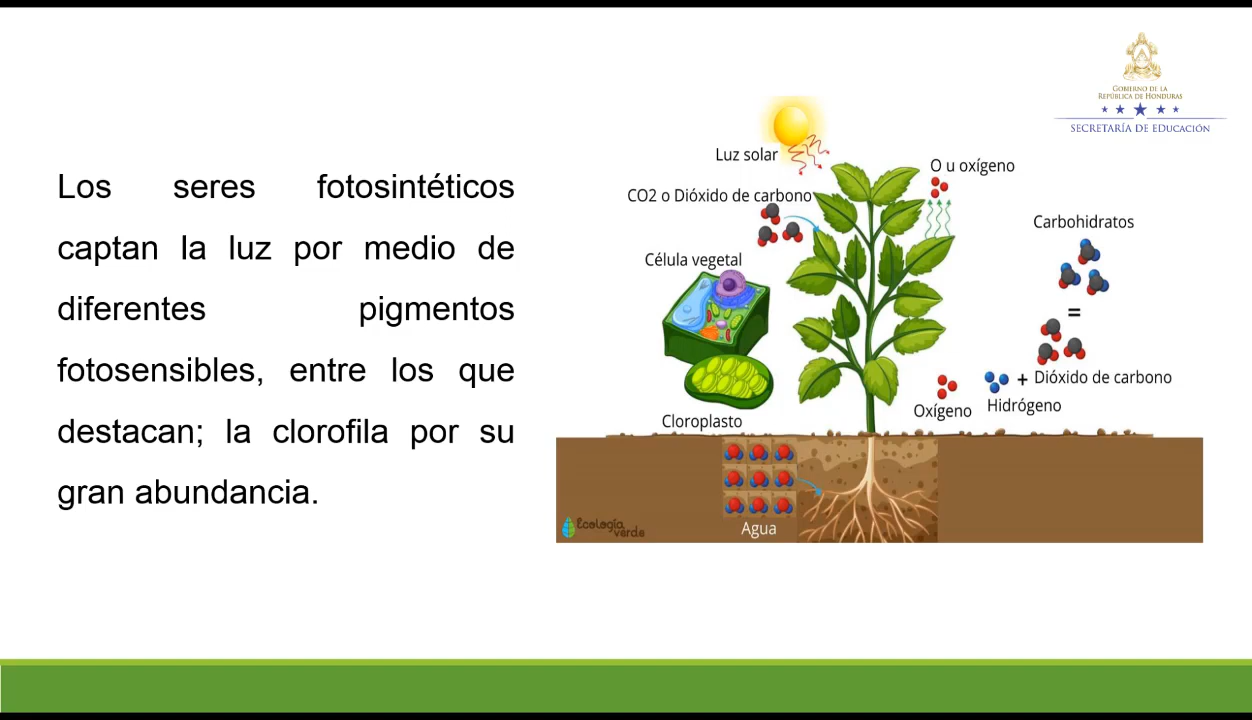 GOBIERNO DE LA
REPÚBLICA DE HONDURAS
SECRETARÍA DE EDUCACIÓN
Los seres fotosintéticos
captan la luz por medio de
diferentes pigmentos
fotosensibles, entre los que
destacan; la clorofila por su
gran abundancia.
Luz solar
O u oxígeno
CO2 o Dióxido de carbono
Carbohidratos
Célula vegetal
=
+ Dióxido de carbono
Oxígeno
Hidrógeno
Cloroplasto
Agua
Ecología
verde